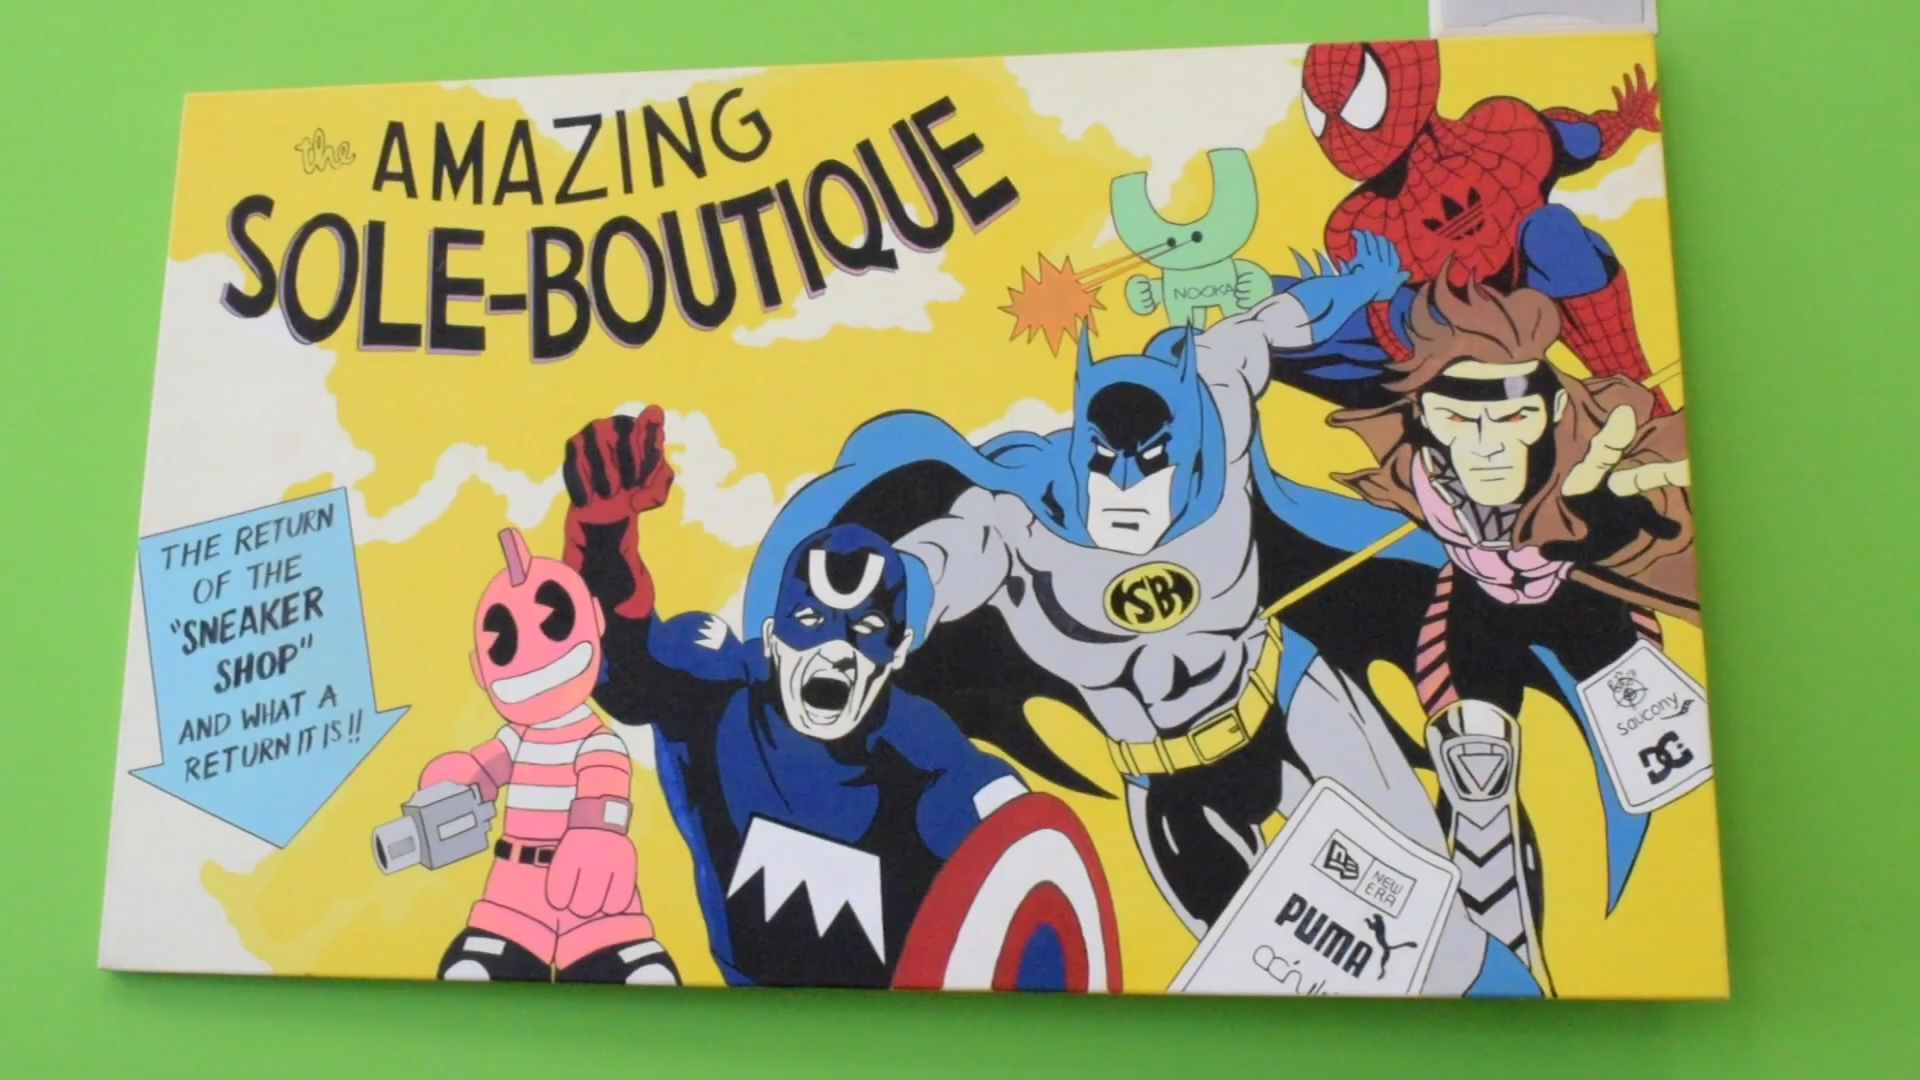 the AMAZING
SOLE-BOUTIQUE
THE RETURN
OF THE
"SNEAKER
SHOP"
AND WHAT A
RETURN IT IS!!
NOOKA
SB
U
NEW
ERA
PUMA
saucony
DC